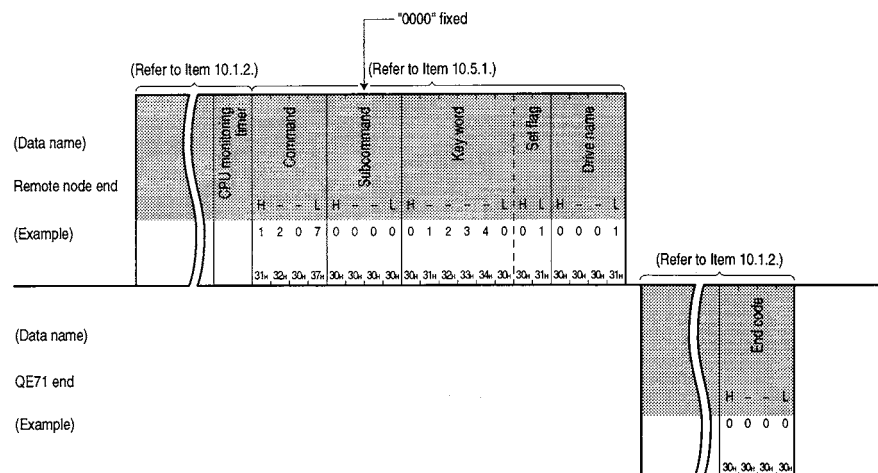 "0000" fixed
(Refer to Item 10.1.2.)
(Refer to Item 10.5.1.)
(Data name)
CPU monitoring timer
Command
Subcommand
Key word
Set flag
Drive name
Remote node end
H - - L H - - L H - - - - L H L H - - L
(Example)
1 2 0 7 0 0 0 0 0 1 2 3 4 0 0 1 0 0 0 1
31H 32H 30H 37H 30H 30H 30H 30H 30H 31H 32H 33H 34H 30H 30H 31H 30H 30H 30H 31H
(Refer to Item 10.1.2.)
(Data name)
End code
QE71 end
H - - L
(Example)
0 0 0 0
30H 30H 30H 30H